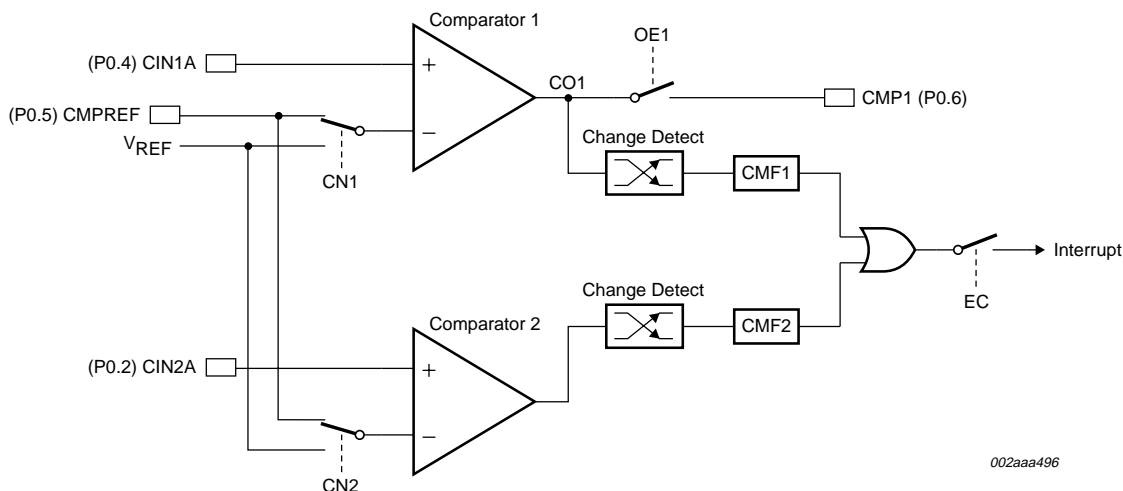 Comparator 1
OE1
(P0.4) CIN1A
+
CO1
(P0.5) CMPREF
CMP1 (P0.6)
−
Change Detect
VREF
CN1
CMF1
Interrupt
EC
Change Detect
Comparator 2
CMF2
(P0.2) CIN2A
+
−
CN2
002aaa496